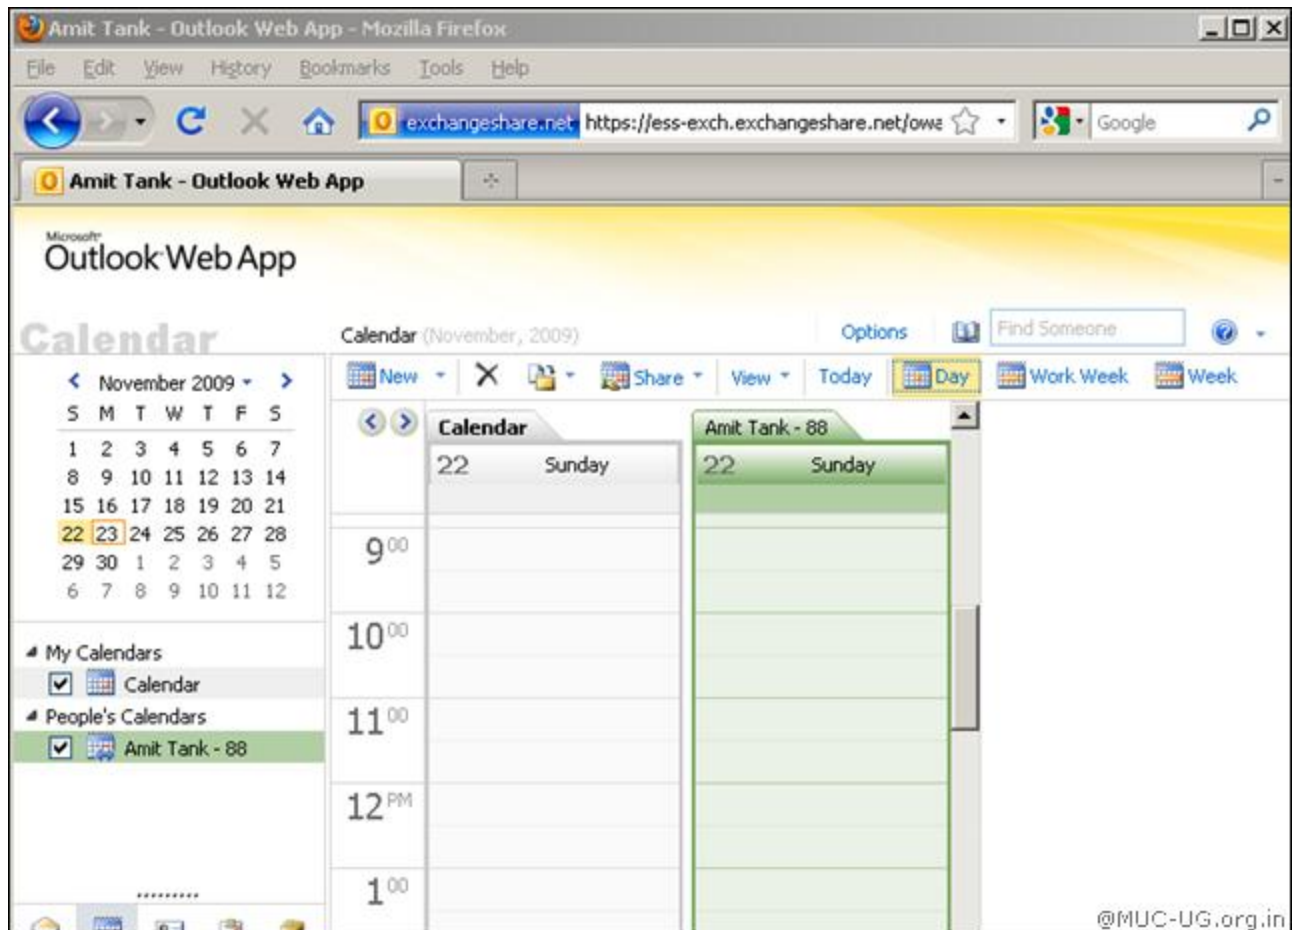 Amit Tank - Outlook Web App - Mozilla Firefox
File Edit View History Bookmarks Tools Help
exchangeshare.net https://ess-exch.exchangeshare.net/owa Google
Amit Tank - Outlook Web App
Microsoft
Outlook Web App
Calendar
Calendar (November, 2009) Options Find Someone
New Share View Today Day Work Week Week
November 2009
S M T W T F S
1 2 3 4 5 6 7
8 9 10 11 12 13 14
15 16 17 18 19 20 21
22 23 24 25 26 27 28
29 30 1 2 3 4 5
6 7 8 9 10 11 12
My Calendars
Calendar
People's Calendars
Amit Tank - 88
Calendar Amit Tank - 88
22 Sunday 22 Sunday
9 00
10 00
11 00
12 PM
1 00
@MUC-UG.org.in